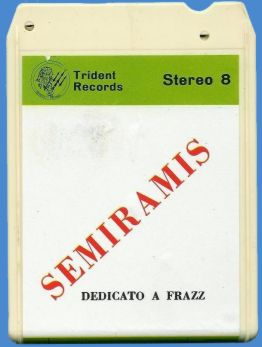 Trident
Records
Stereo 8
SEMIRAMIS
DEDICATO A FRAZZ